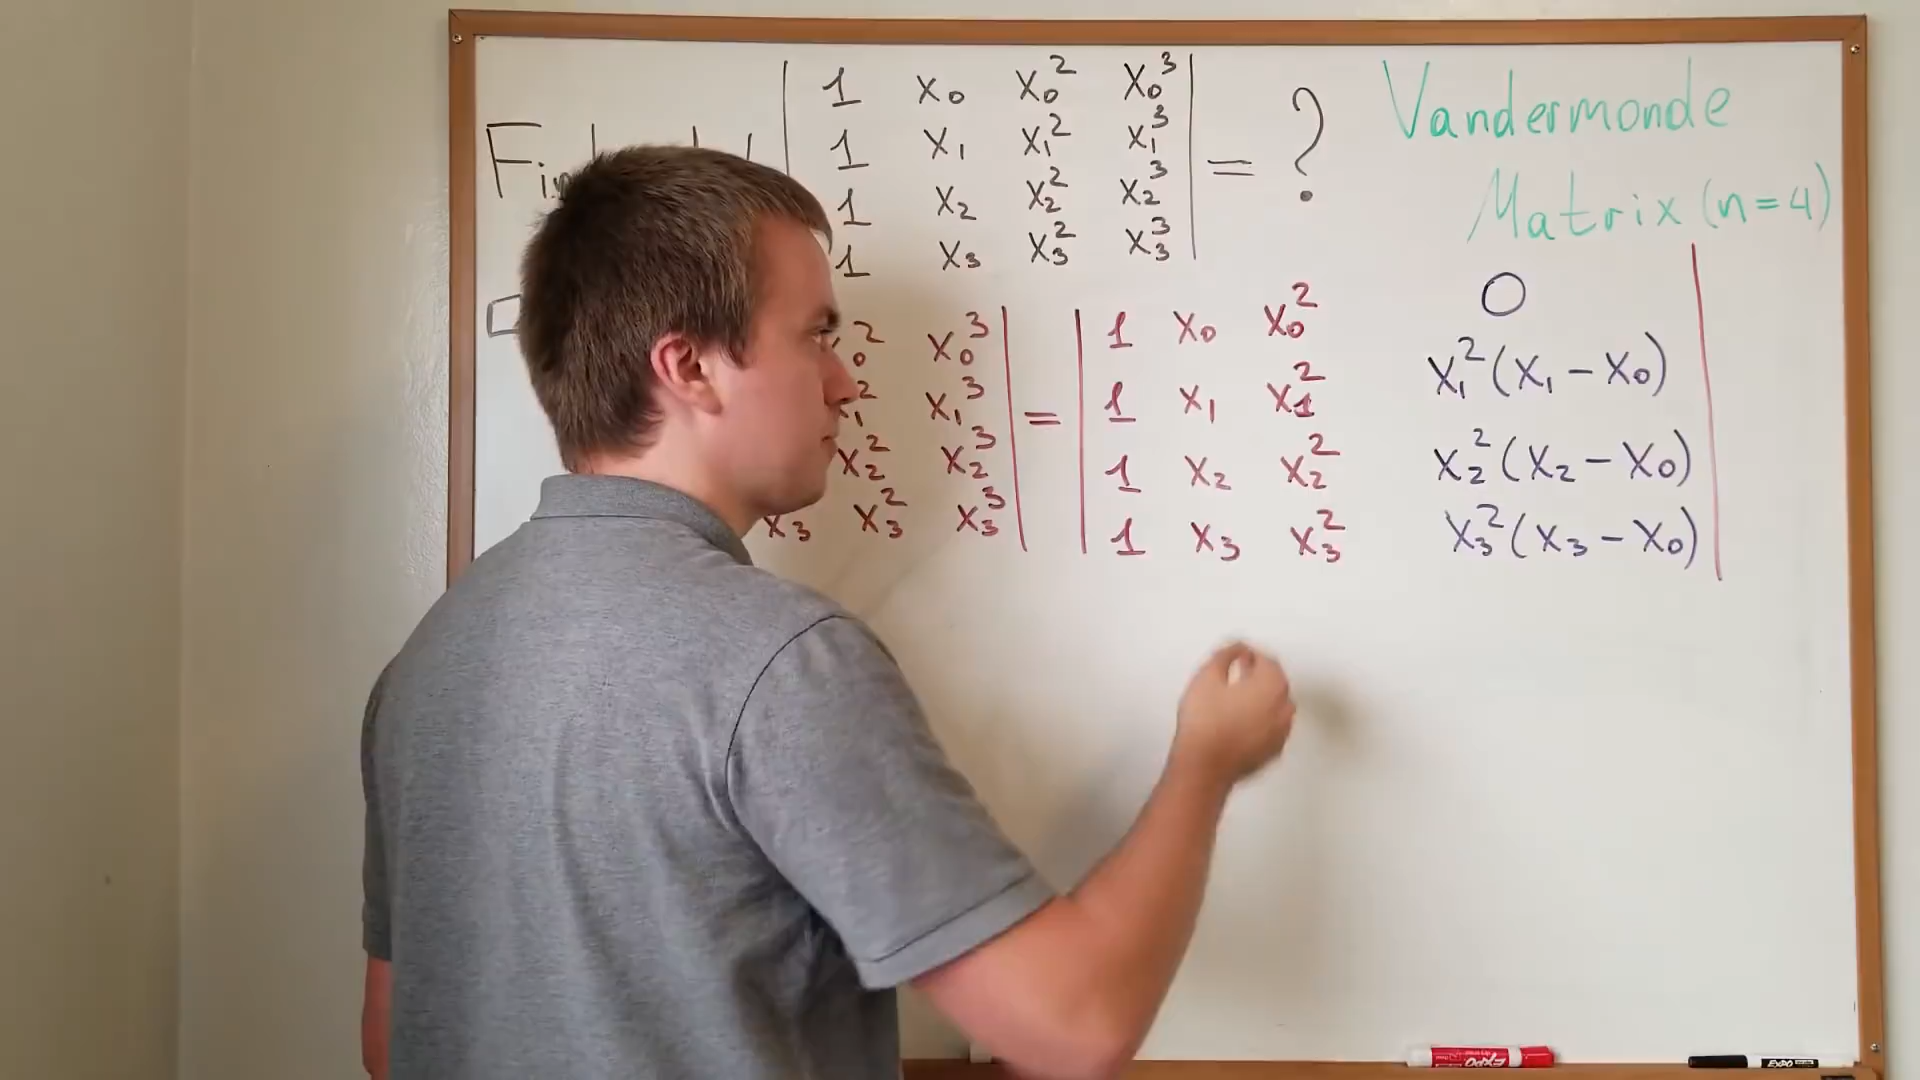 1 x₀ x₀² x₀³
1 x₁ x₁² x₁³ = ?
1 x₂ x₂² x₂³
1 x₃ x₃² x₃³
Vandermonde
Matrix (n=4)
x₀³ = 1 x₀ x₀² 0
x₁³ 1 x₁ x₁² x₁²(x₁ - x₀)
x₂² x₂³ 1 x₂ x₂² x₂²(x₂ - x₀)
x₃ x₃² x₃³ 1 x₃ x₃² x₃²(x₃ - x₀)
EXPO
EXPO